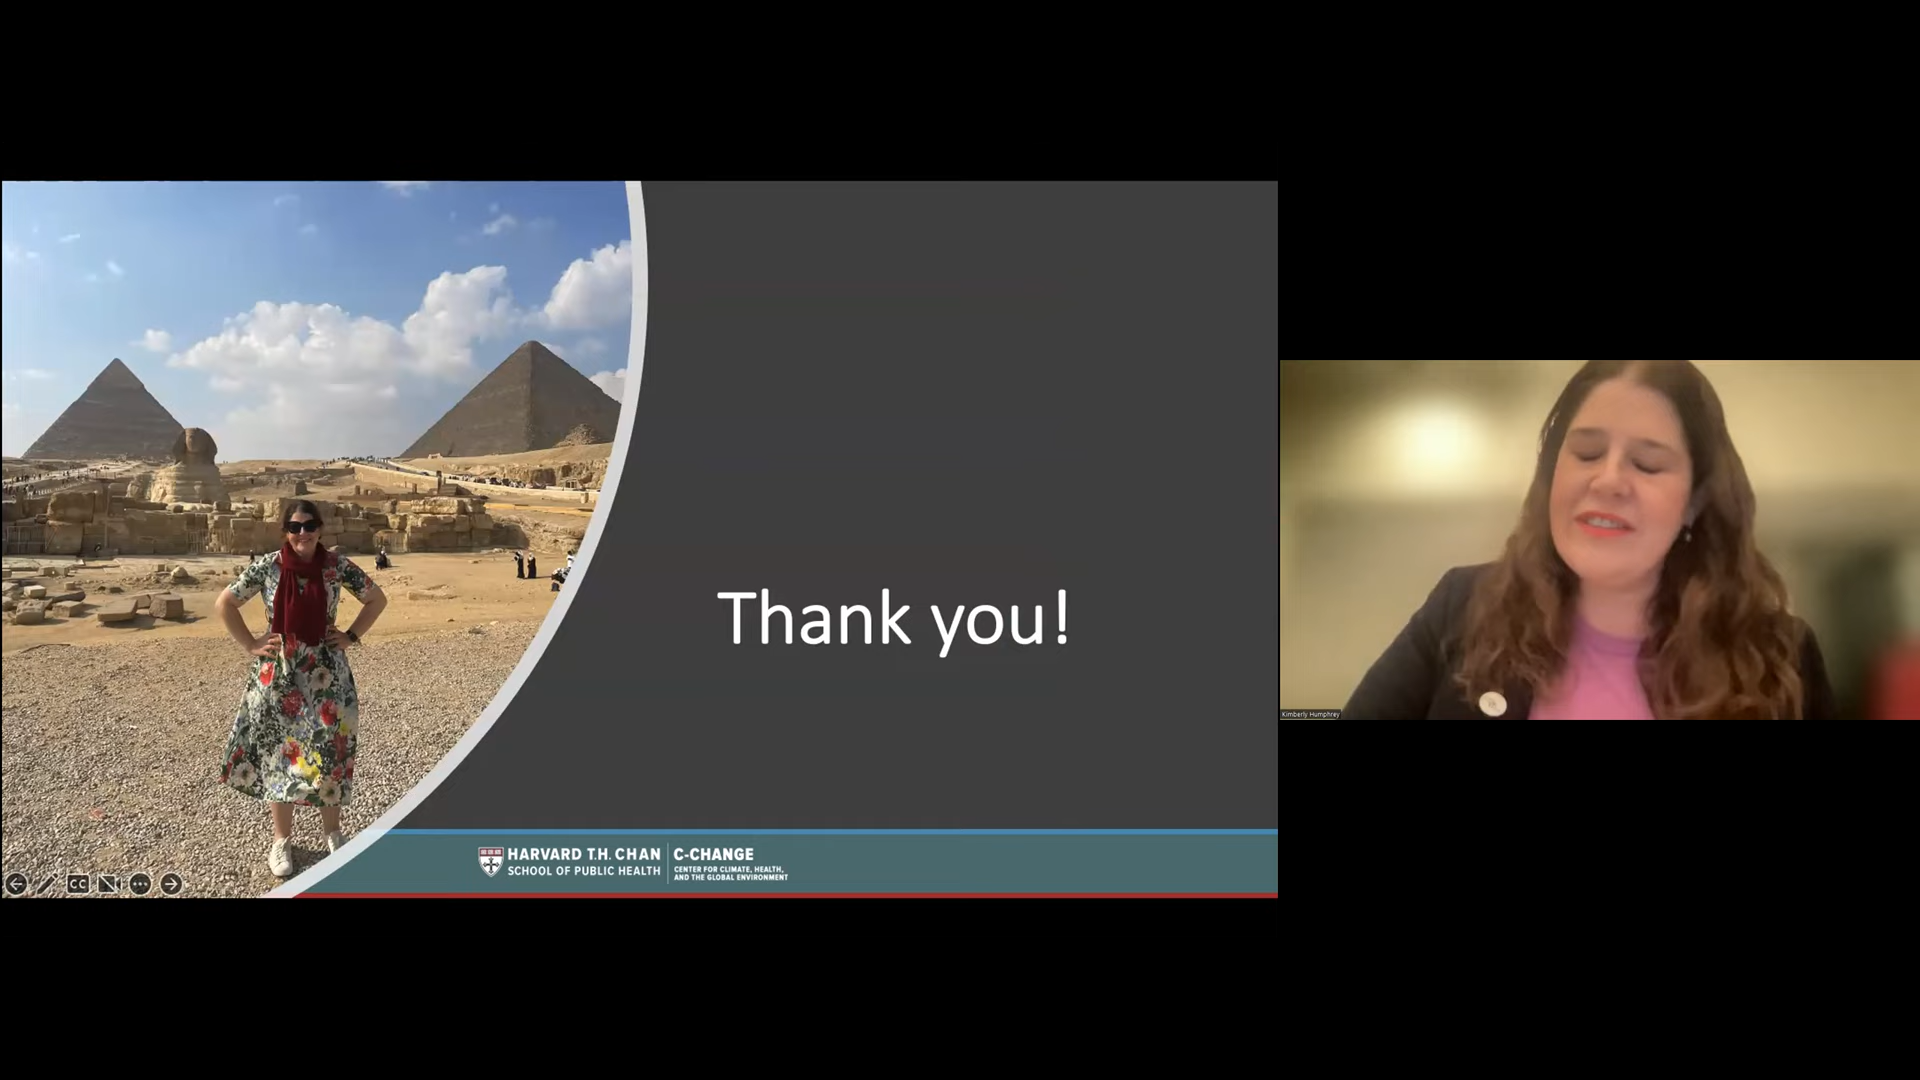 Thank you!
HARVARD T.H. CHAN
SCHOOL OF PUBLIC HEALTH
C-CHANGE
CENTER FOR CLIMATE, HEALTH,
AND THE GLOBAL ENVIRONMENT
CC
Kimberly Humphrey